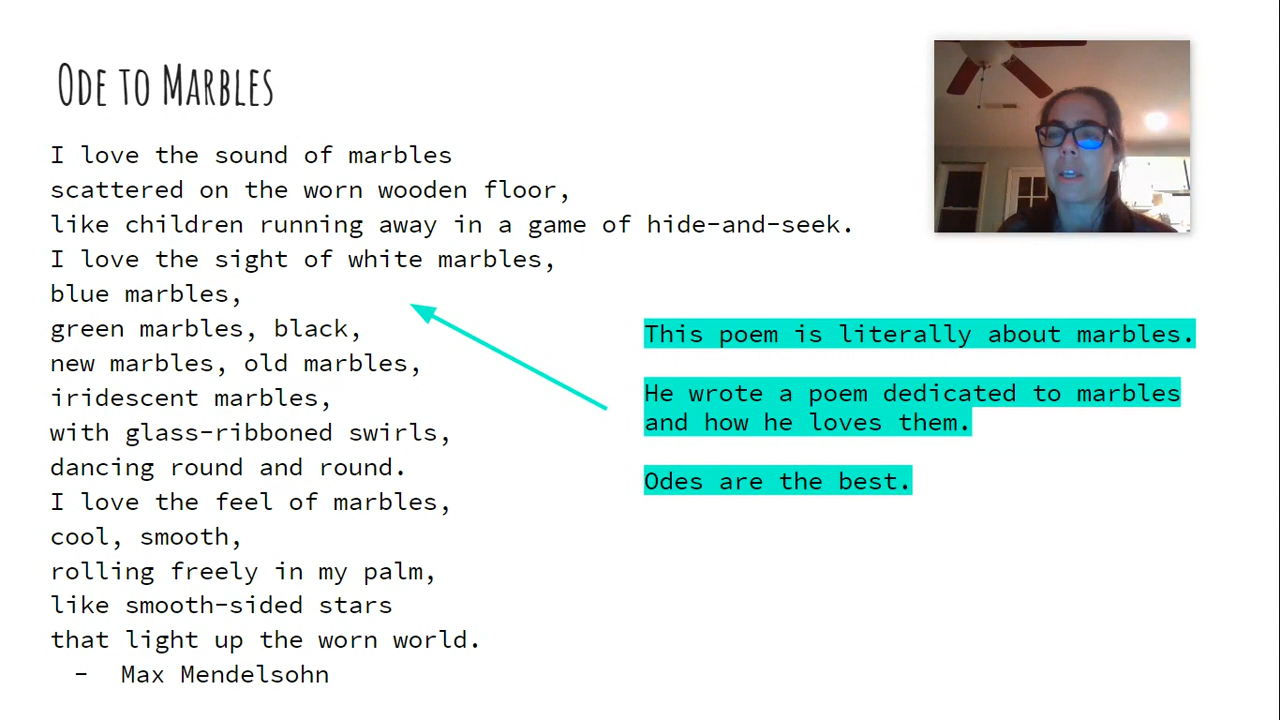 Ode to Marbles
I love the sound of marbles
scattered on the worn wooden floor,
like children running away in a game of hide-and-seek.
I love the sight of white marbles,
blue marbles,
green marbles, black,
new marbles, old marbles,
iridescent marbles,
with glass-ribboned swirls,
dancing round and round.
I love the feel of marbles,
cool, smooth,
rolling freely in my palm,
like smooth-sided stars
that light up the worn world.
- Max Mendelsohn
This poem is literally about marbles.
He wrote a poem dedicated to marbles
and how he loves them.
Odes are the best.